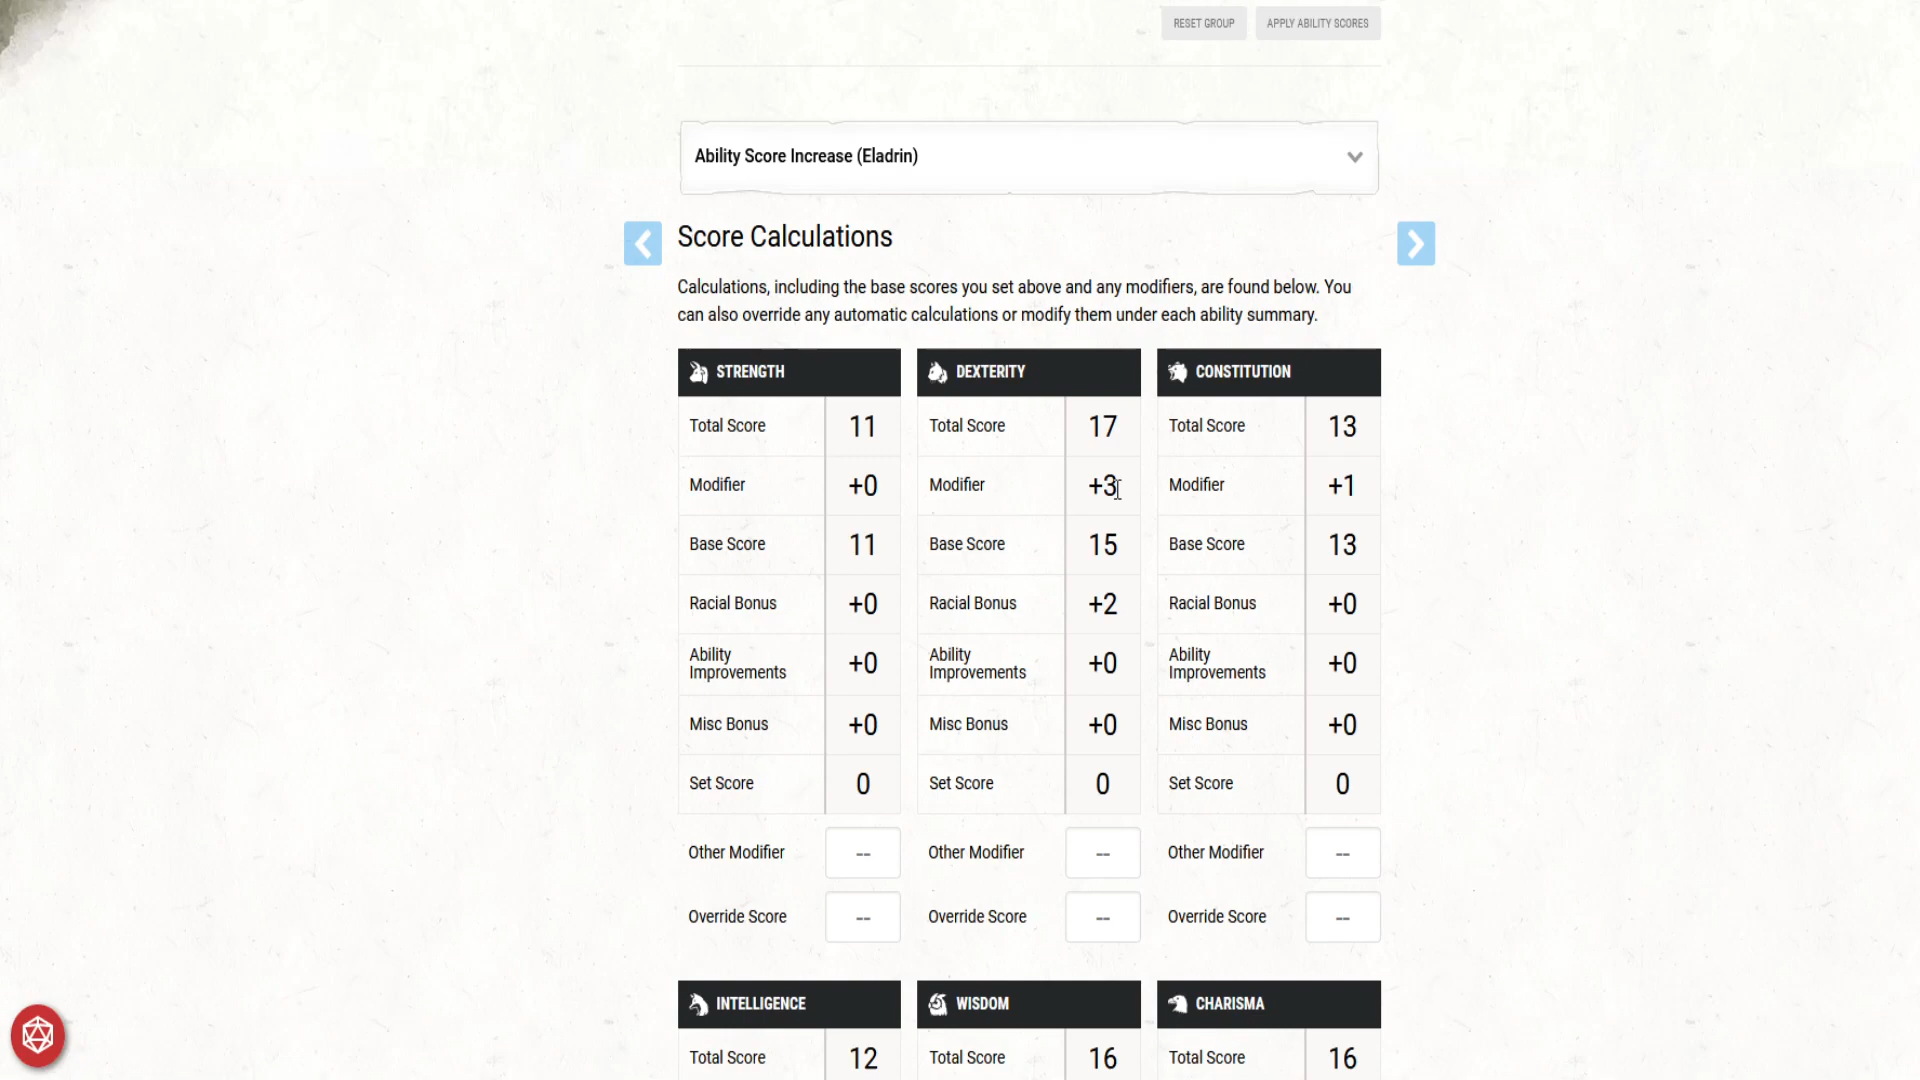 RESET GROUP APPLY ABILITY SCORES
Ability Score Increase (Eladrin)
Score Calculations
Calculations, including the base scores you set above and any modifiers, are found below. You
can also override any automatic calculations or modify them under each ability summary.
STRENGTH DEXTERITY CONSTITUTION
Total Score 11 Total Score 17 Total Score 13
Modifier +0 Modifier +3 Modifier +1
Base Score 11 Base Score 15 Base Score 13
Racial Bonus +0 Racial Bonus +2 Racial Bonus +0
Ability Improvements +0 Ability Improvements +0 Ability Improvements +0
Misc Bonus +0 Misc Bonus +0 Misc Bonus +0
Set Score 0 Set Score 0 Set Score 0
Other Modifier -- Other Modifier -- Other Modifier --
Override Score -- Override Score -- Override Score --
INTELLIGENCE WISDOM CHARISMA
Total Score 12 Total Score 16 Total Score 16